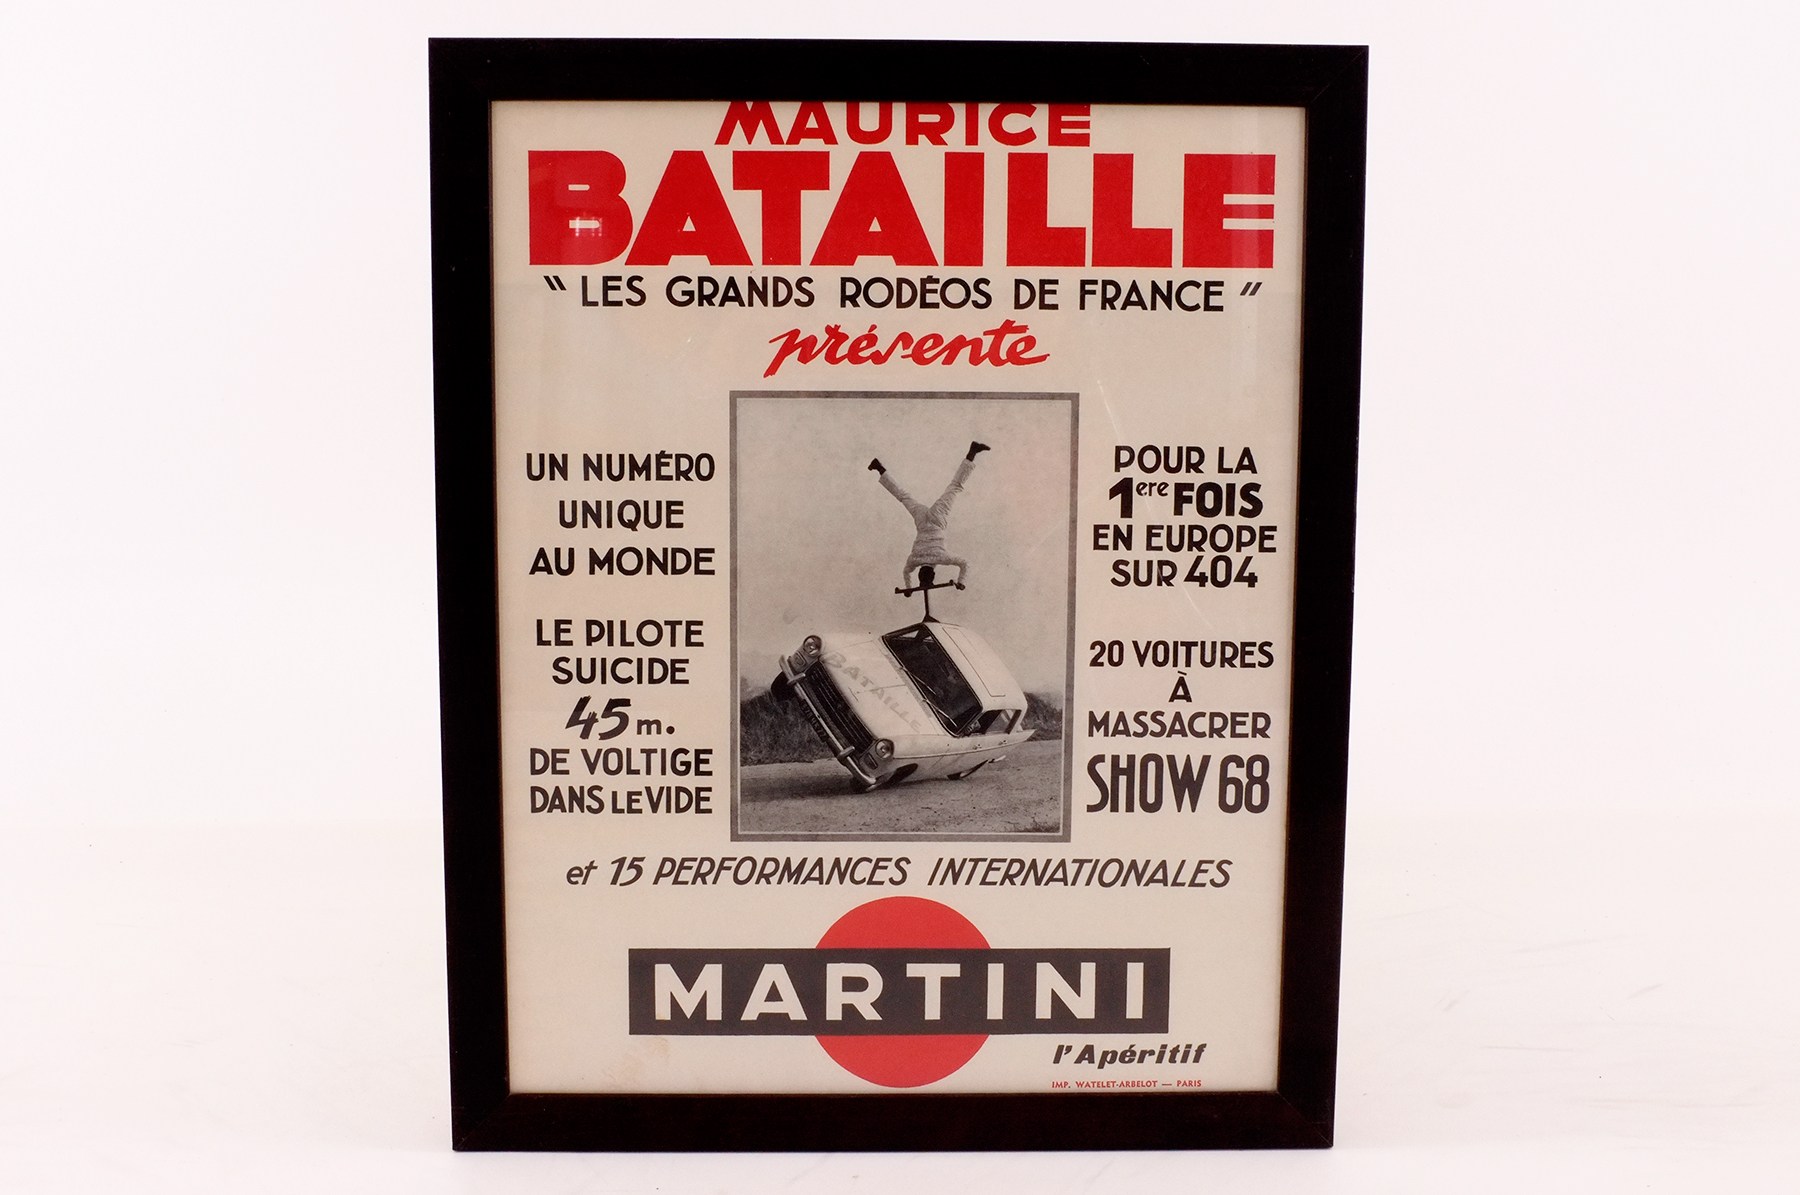 MAURICE
BATAILLE
" LES GRANDS RODÉOS DE FRANCE "
présente
UN NUMÉRO
UNIQUE
AU MONDE
LE PILOTE
SUICIDE
45 m.
DE VOLTIGE
DANS LE VIDE
BATAILLE
POUR LA
1ere FOIS
EN EUROPE
SUR 404
20 VOITURES
À
MASSACRER
SHOW 68
et 15 PERFORMANCES INTERNATIONALES
MARTINI
l'Apéritif
IMP. WATELET-ARBELOT — PARIS